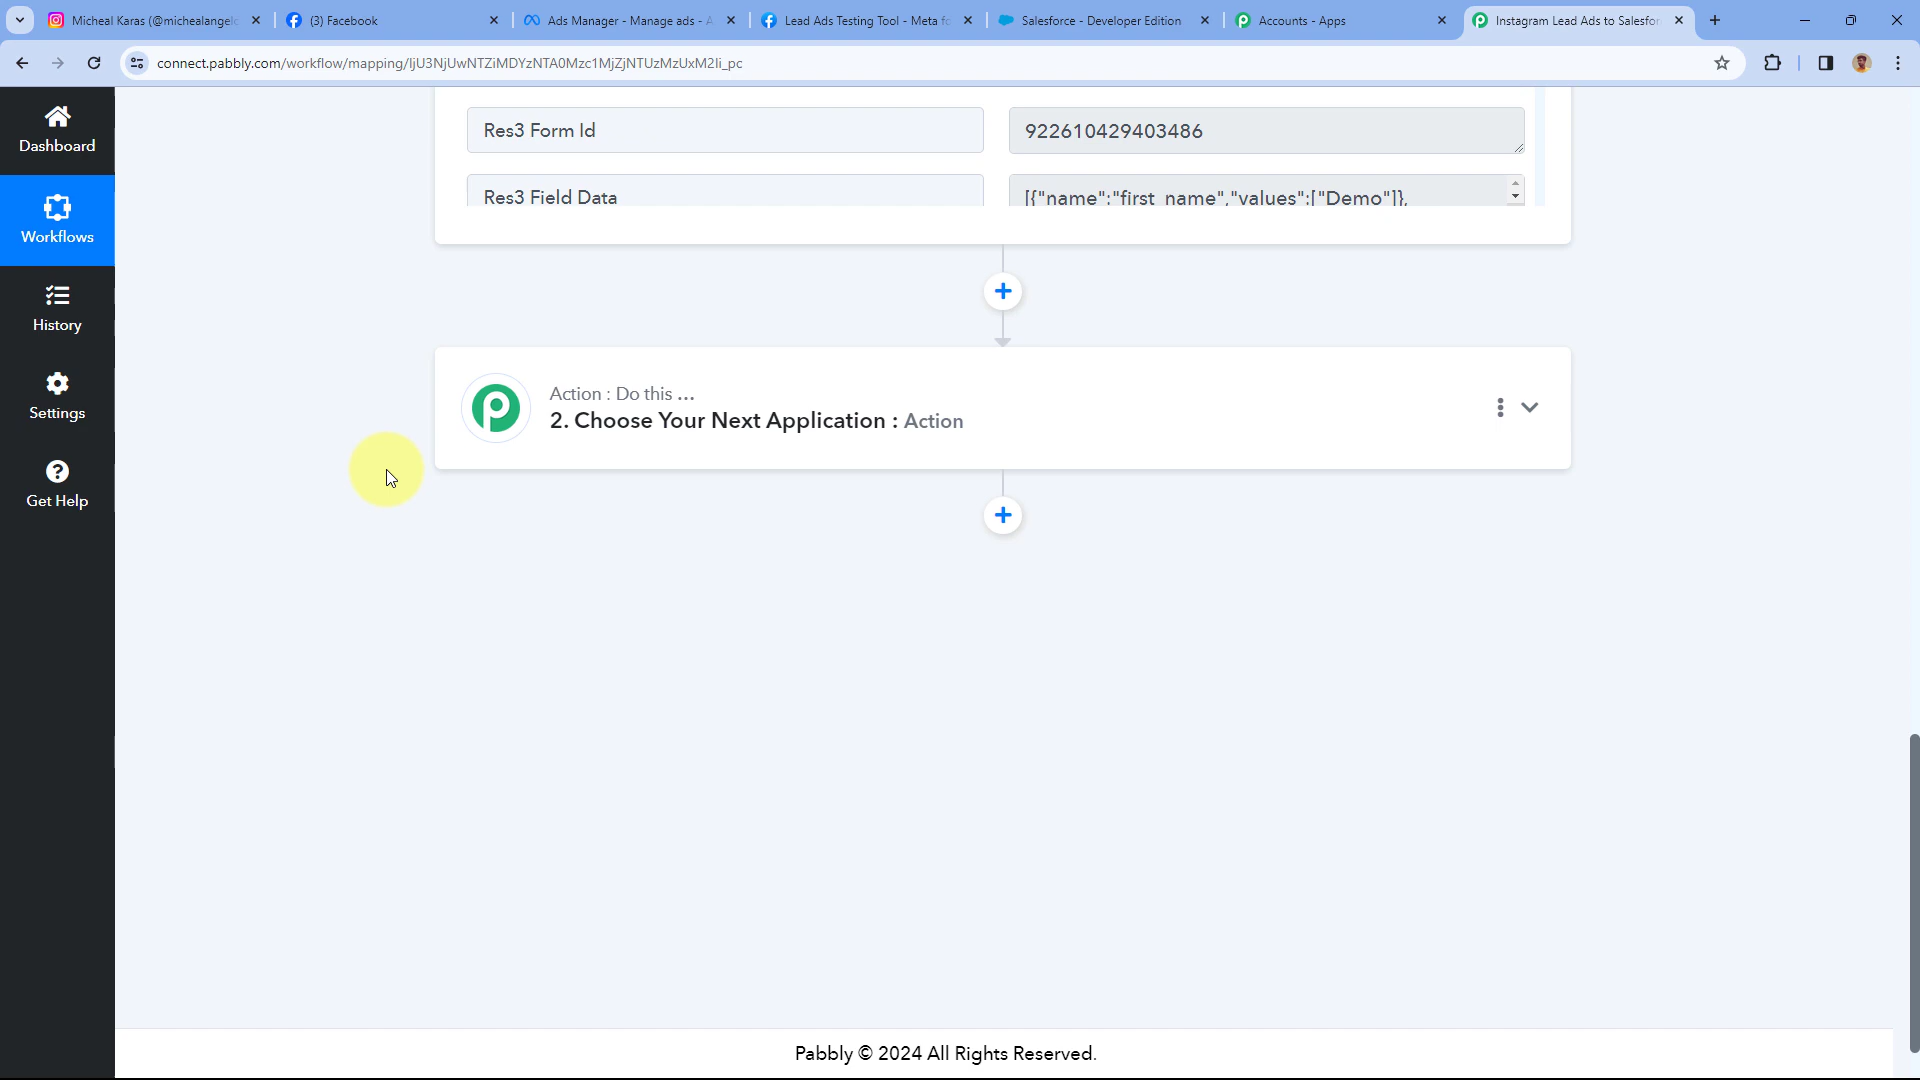 Micheal Karas (@michealangelo
(3) Facebook
Ads Manager - Manage ads - A
Lead Ads Testing Tool - Meta fo
Salesforce - Developer Edition
Accounts - Apps
Instagram Lead Ads to Salesfor
connect.pabbly.com/workflow/mapping/IjU3NjUwNTZiMDYzNTA0Mzc1MjZjNTUzMzUxM2Ii_pc
Dashboard
Workflows
History
Settings
Get Help
Res3 Form Id
922610429403486
Res3 Field Data
[{"name":"first_name","values":["Demo"]},
Action : Do this ...
2. Choose Your Next Application : Action
Pabbly © 2024 All Rights Reserved.